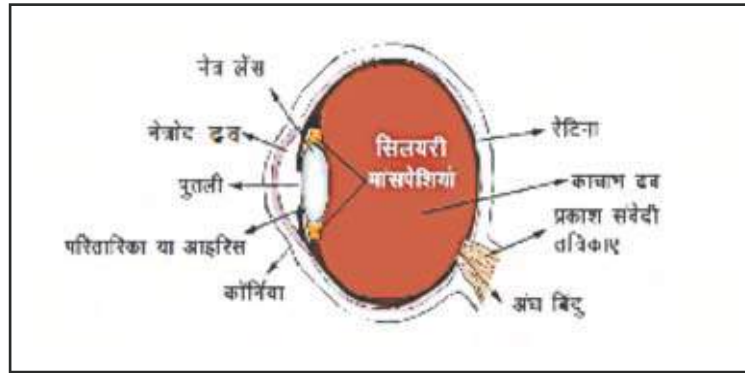 नेत्र लेंस
नेत्रोद द्रव
पुतली
परितारिका या आइरिस
कॉर्निया
सिलयरी
मासपेशियां
रेटिना
काचाभ द्रव
प्रकाश संवेदी
तंत्रिकाएं
अंध बिंदु